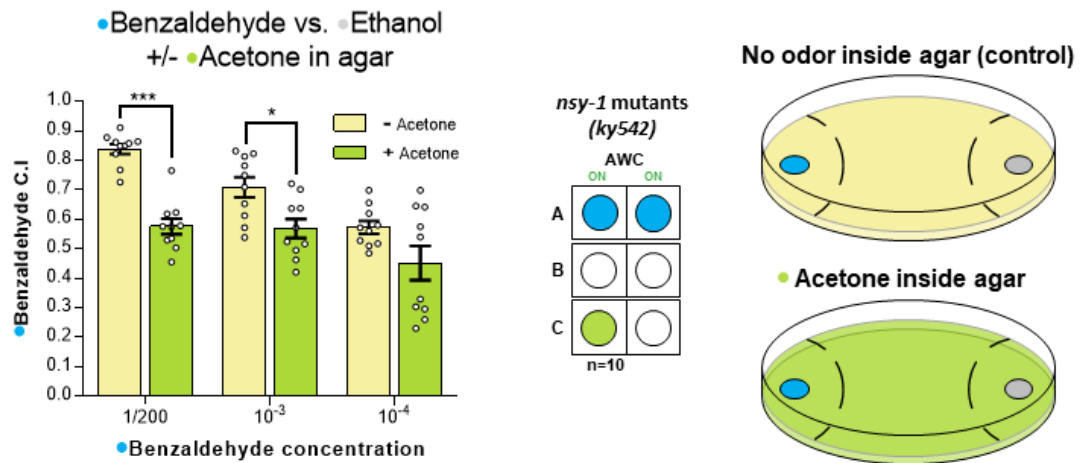 Benzaldehyde vs. Ethanol
+/- Acetone in agar
Benzaldehyde C.I
1.0
0.9
0.8
0.7
0.6
0.5
0.4
0.3
0.2
0.1
0.0
***
*
- Acetone
+ Acetone
1/200
10⁻³
10⁻⁴
Benzaldehyde concentration
nsy-1 mutants
(ky542)
AWC
ON ON
A
B
C
n=10
No odor inside agar (control)
Acetone inside agar